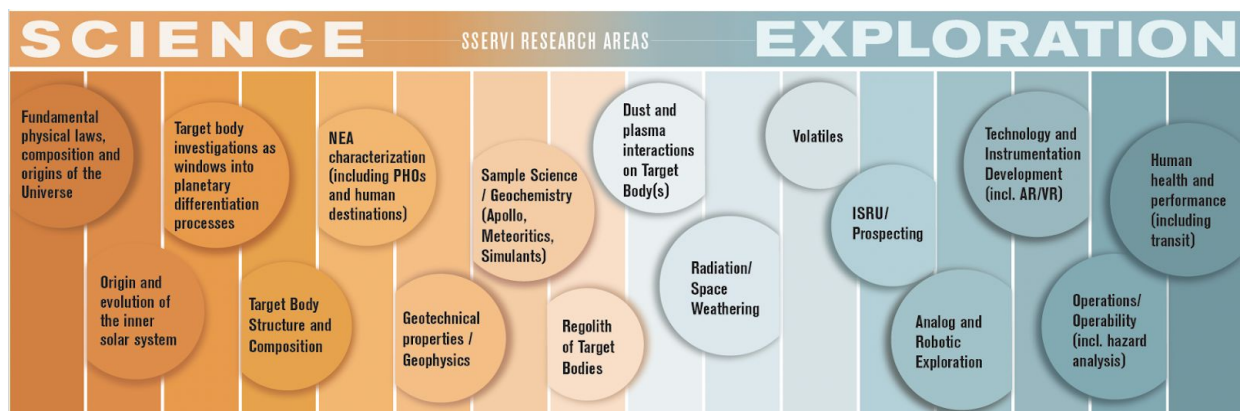 SCIENCE
SSERVI RESEARCH AREAS
EXPLORATION
Fundamental
physical laws,
composition and
origins of the
Universe
Origin and
evolution of
the inner
solar system
Target body
investigations as
windows into
planetary
differentiation
processes
Target Body
Structure and
Composition
NEA
characterization
(including PHOs
and human
destinations)
Geotechnical
properties /
Geophysics
Sample Science
/ Geochemistry
(Apollo,
Meteoritics,
Simulants)
Regolith
of Target
Bodies
Dust and
plasma
interactions
on Target
Body(s)
Radiation/
Space
Weathering
Volatiles
ISRU/
Prospecting
Analog and
Robotic
Exploration
Technology and
Instrumentation
Development
(incl. AR/VR)
Operations/
Operability
(incl. hazard
analysis)
Human
health and
performance
(including
transit)